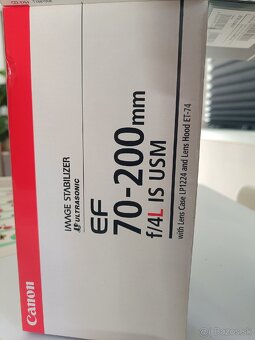 Canon
IMAGE STABILIZER
ULTRASONIC
EF
70-200mm
f/4L IS USM
with Lens Case LP1224 and Lens Hood ET-74